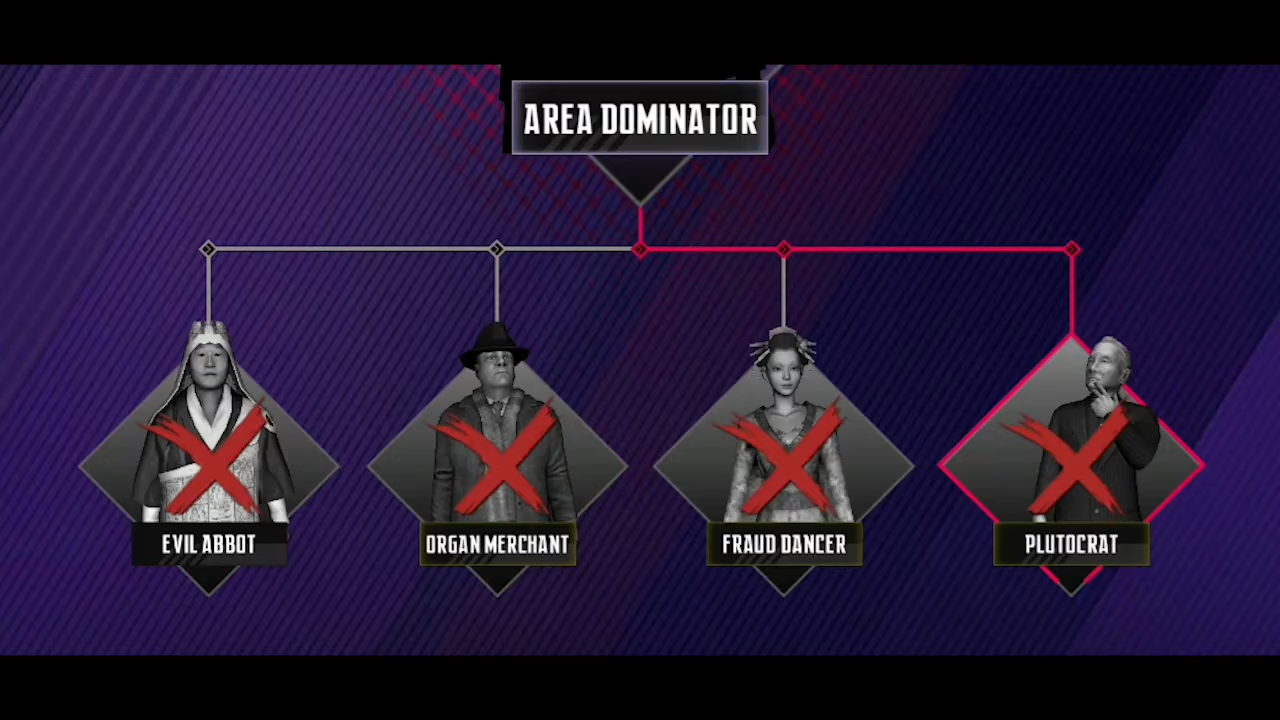 AREA DOMINATOR
EVIL ABBOT
ORGAN MERCHANT
FRAUD DANCER
PLUTOCRAT